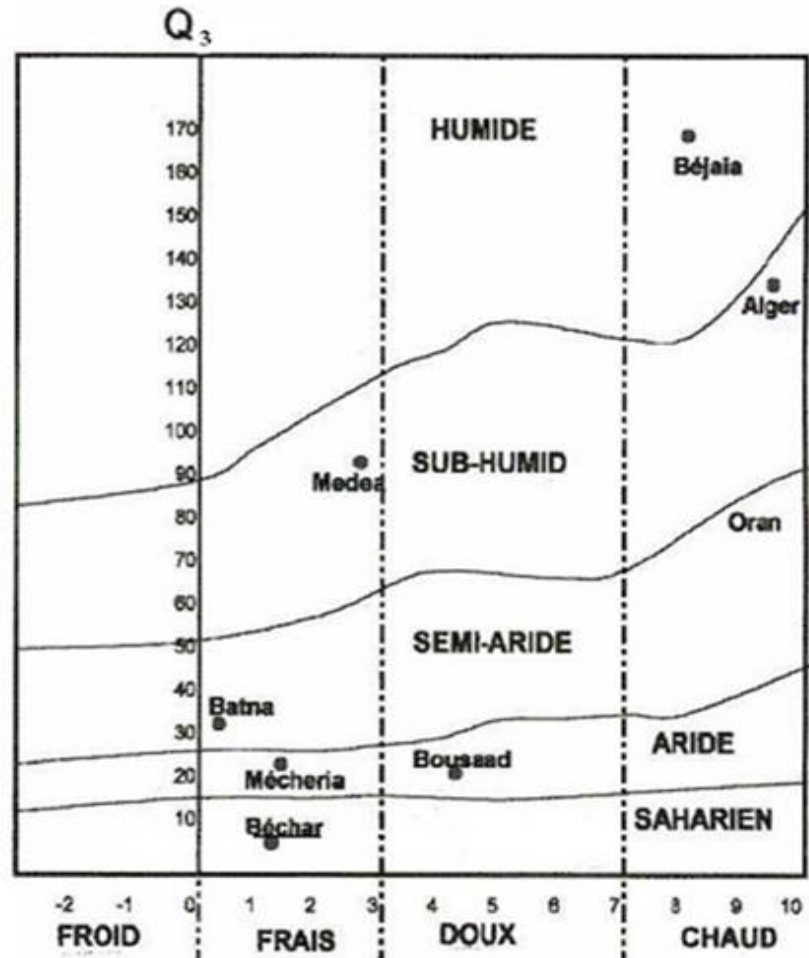 Q3
170
HUMIDE
160
Béjaia
150
140
130
Alger
120
110
100
90
SUB-HUMID
Medea
80
Oran
70
60
50
SEMI-ARIDE
40
Batna
30
ARIDE
Boussad
20
Mécheria
10
SAHARIEN
Béchar
-2 -1 0 1 2 3 4 5 6 7 8 9 10
FROID FRAIS DOUX CHAUD